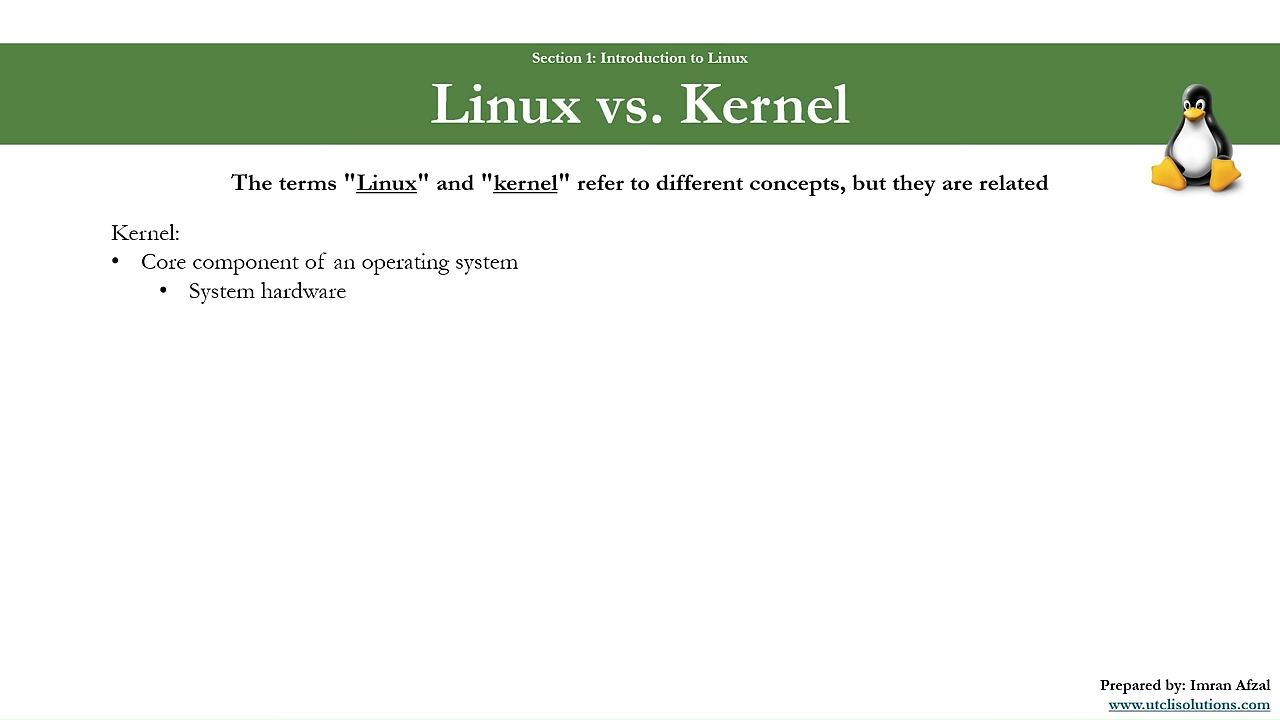 Section 1: Introduction to Linux
Linux vs. Kernel
The terms "Linux" and "kernel" refer to different concepts, but they are related
Kernel:
• Core component of an operating system
• System hardware
Prepared by: Imran Afzal
www.utclisolutions.com